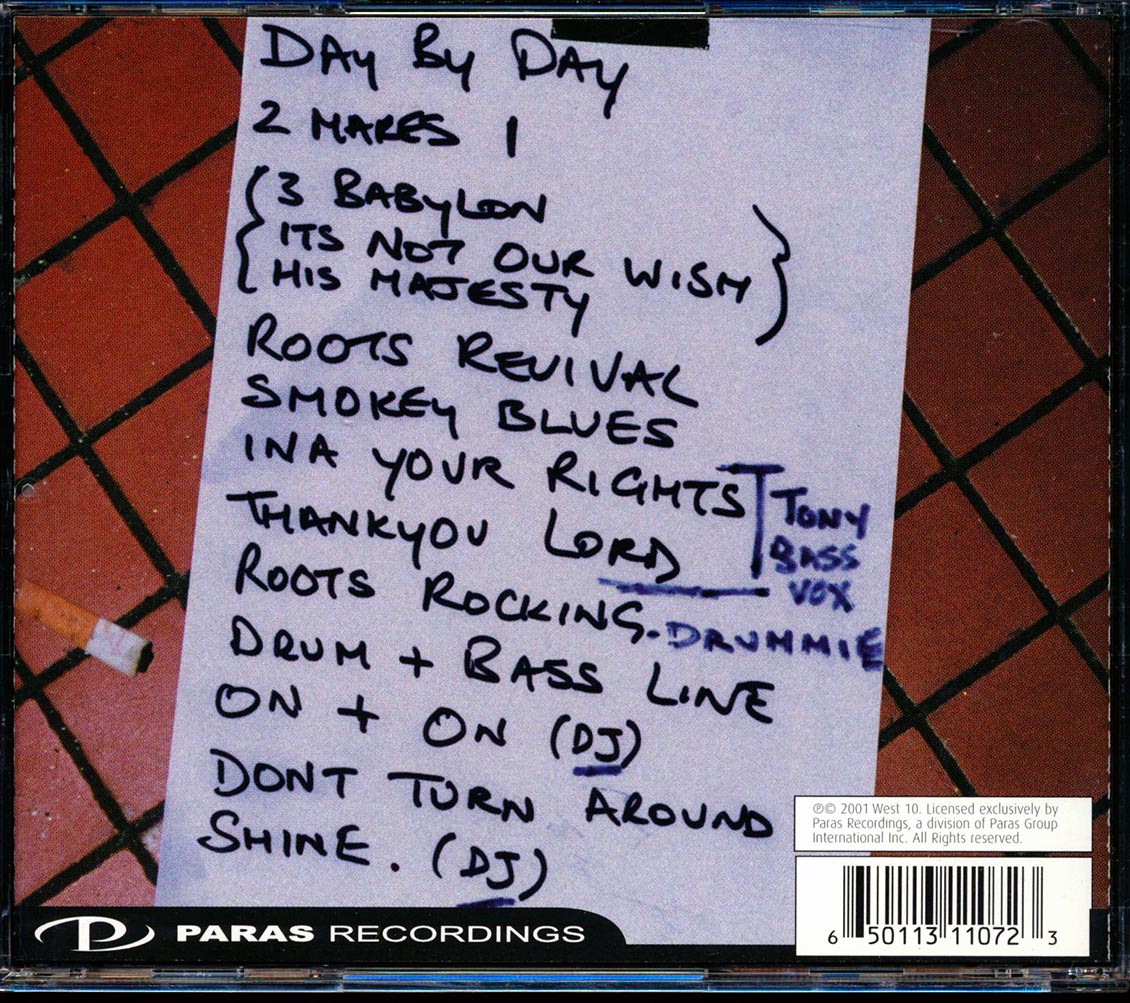 DAY BY DAY
2 MAKES 1
{3 BABYLON
{ITS NOT OUR WISH}
HIS MAJESTY
ROOTS REVIVAL
SMOKEY BLUES
INA YOUR RIGHTS
THANKYOU LORD
TONY
BASS
VOX
ROOTS ROCKING.DRUMMIE
DRUM + BASS LINE
ON + ON (DJ)
DONT TURN AROUND
SHINE. (DJ)
℗© 2001 West 10. Licensed exclusively by
Paras Recordings, a division of Paras Group
International Inc. All Rights reserved.
P PARAS RECORDINGS
6 50113 11072 3